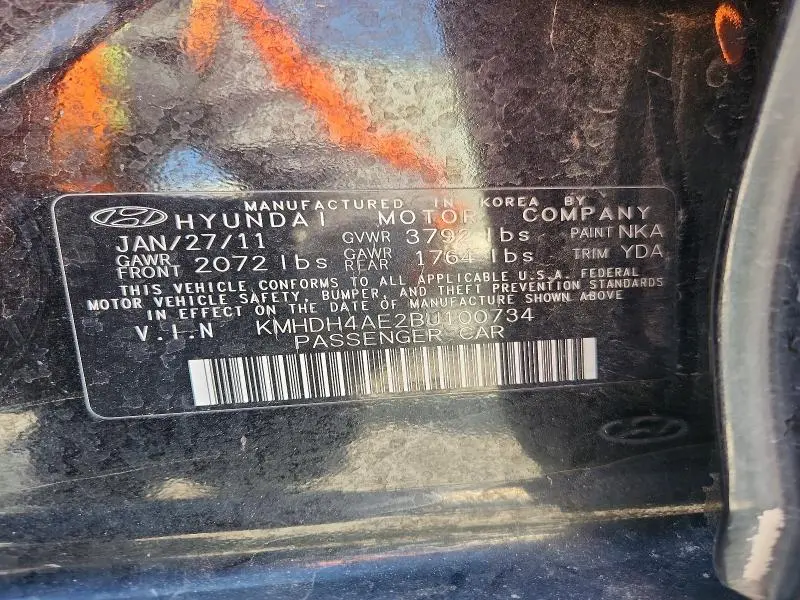 MANUFACTURED IN KOREA BY
HYUNDAI MOTOR COMPANY
JAN/27/11 GVWR 3792 lbs PAINT NKA
GAWR FRONT 2072 lbs GAWR REAR 1764 lbs TRIM YDA
THIS VEHICLE CONFORMS TO ALL APPLICABLE U.S.A. FEDERAL
MOTOR VEHICLE SAFETY, BUMPER, AND THEFT PREVENTION STANDARDS
IN EFFECT ON THE DATE OF MANUFACTURE SHOWN ABOVE
V.I.N KMHDH4AE2BU100734
PASSENGER CAR